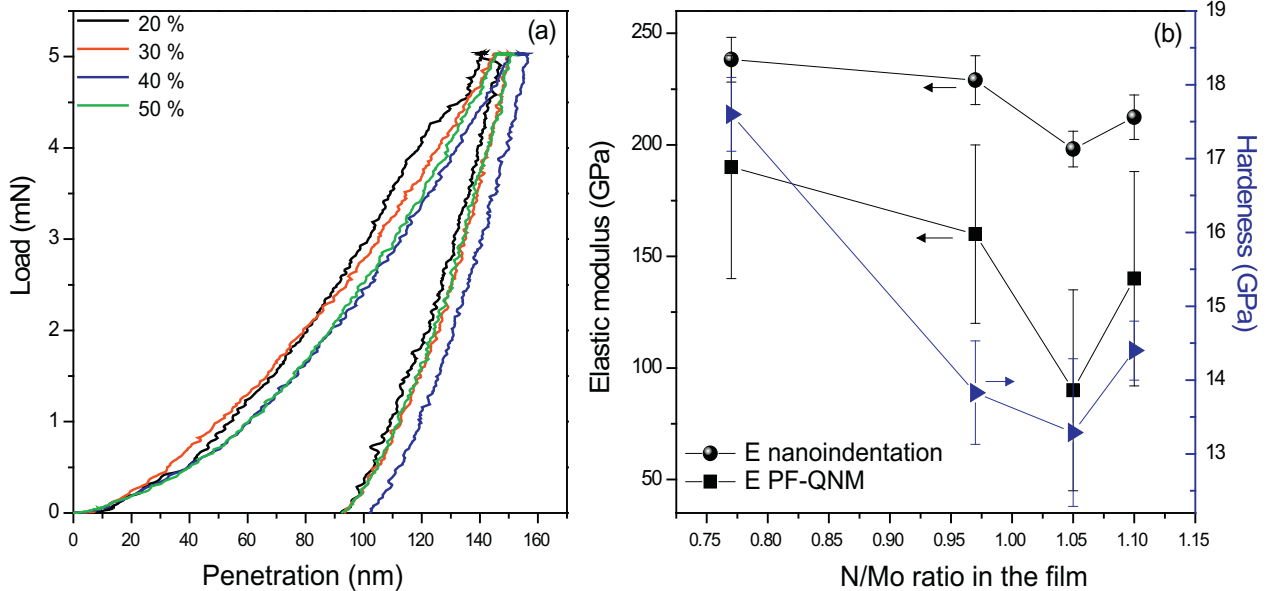 (a)
20 %
30 %
40 %
50 %
5
4
3
2
1
0
0 20 40 60 80 100 120 140 160
Load (mN)
Penetration (nm)
(b)
250
200
150
100
50
Elastic modulus (GPa)
19
18
17
16
15
14
13
12
Hardeness (GPa)
E nanoindentation
E PF-QNM
0.75 0.80 0.85 0.90 0.95 1.00 1.05 1.10 1.15
N/Mo ratio in the film